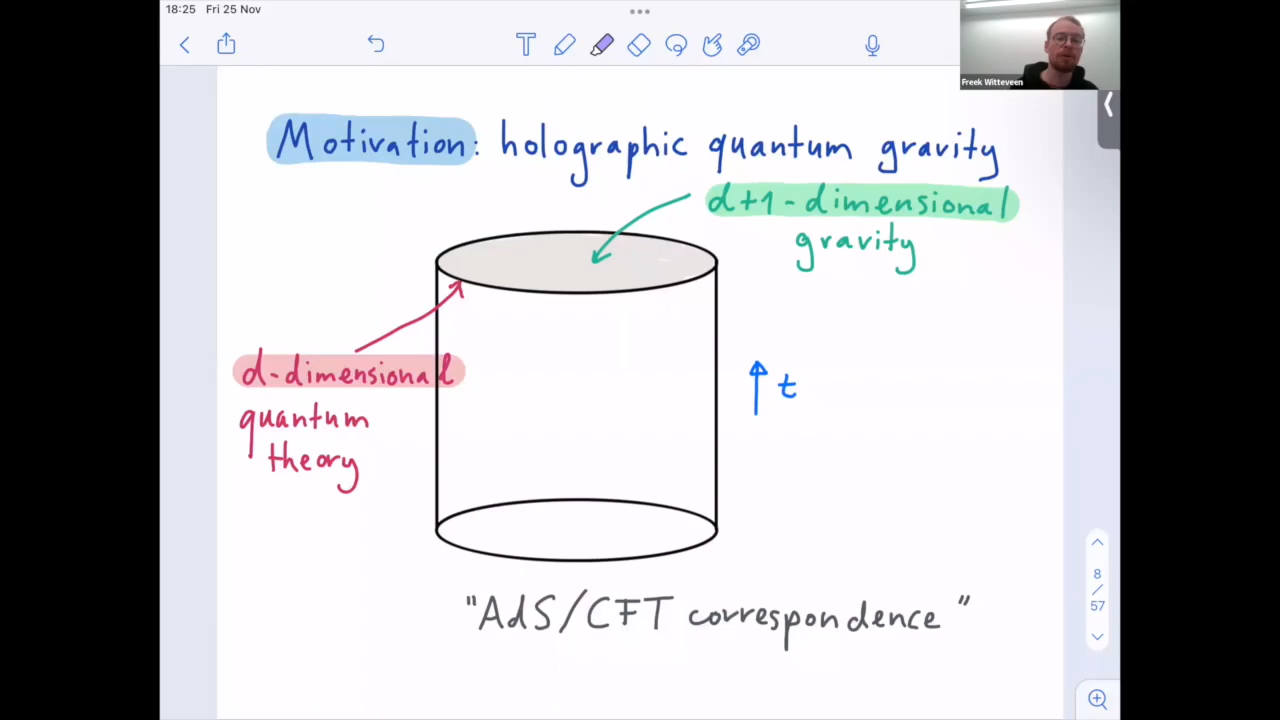 18:25 Fri 25 Nov
Freek Witteveen
Motivation: holographic quantum gravity
d+1-dimensional
gravity
d-dimensional
quantum
theory
t
"AdS/CFT correspondence"
8
/
57